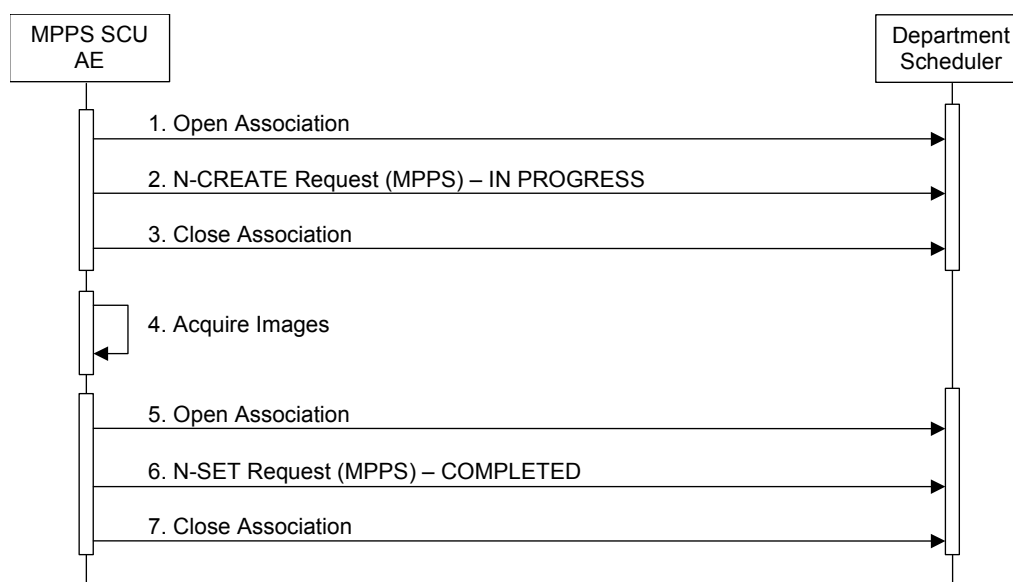 MPPS SCU
AE
Department
Scheduler
1. Open Association
2. N-CREATE Request (MPPS) – IN PROGRESS
3. Close Association
4. Acquire Images
5. Open Association
6. N-SET Request (MPPS) – COMPLETED
7. Close Association